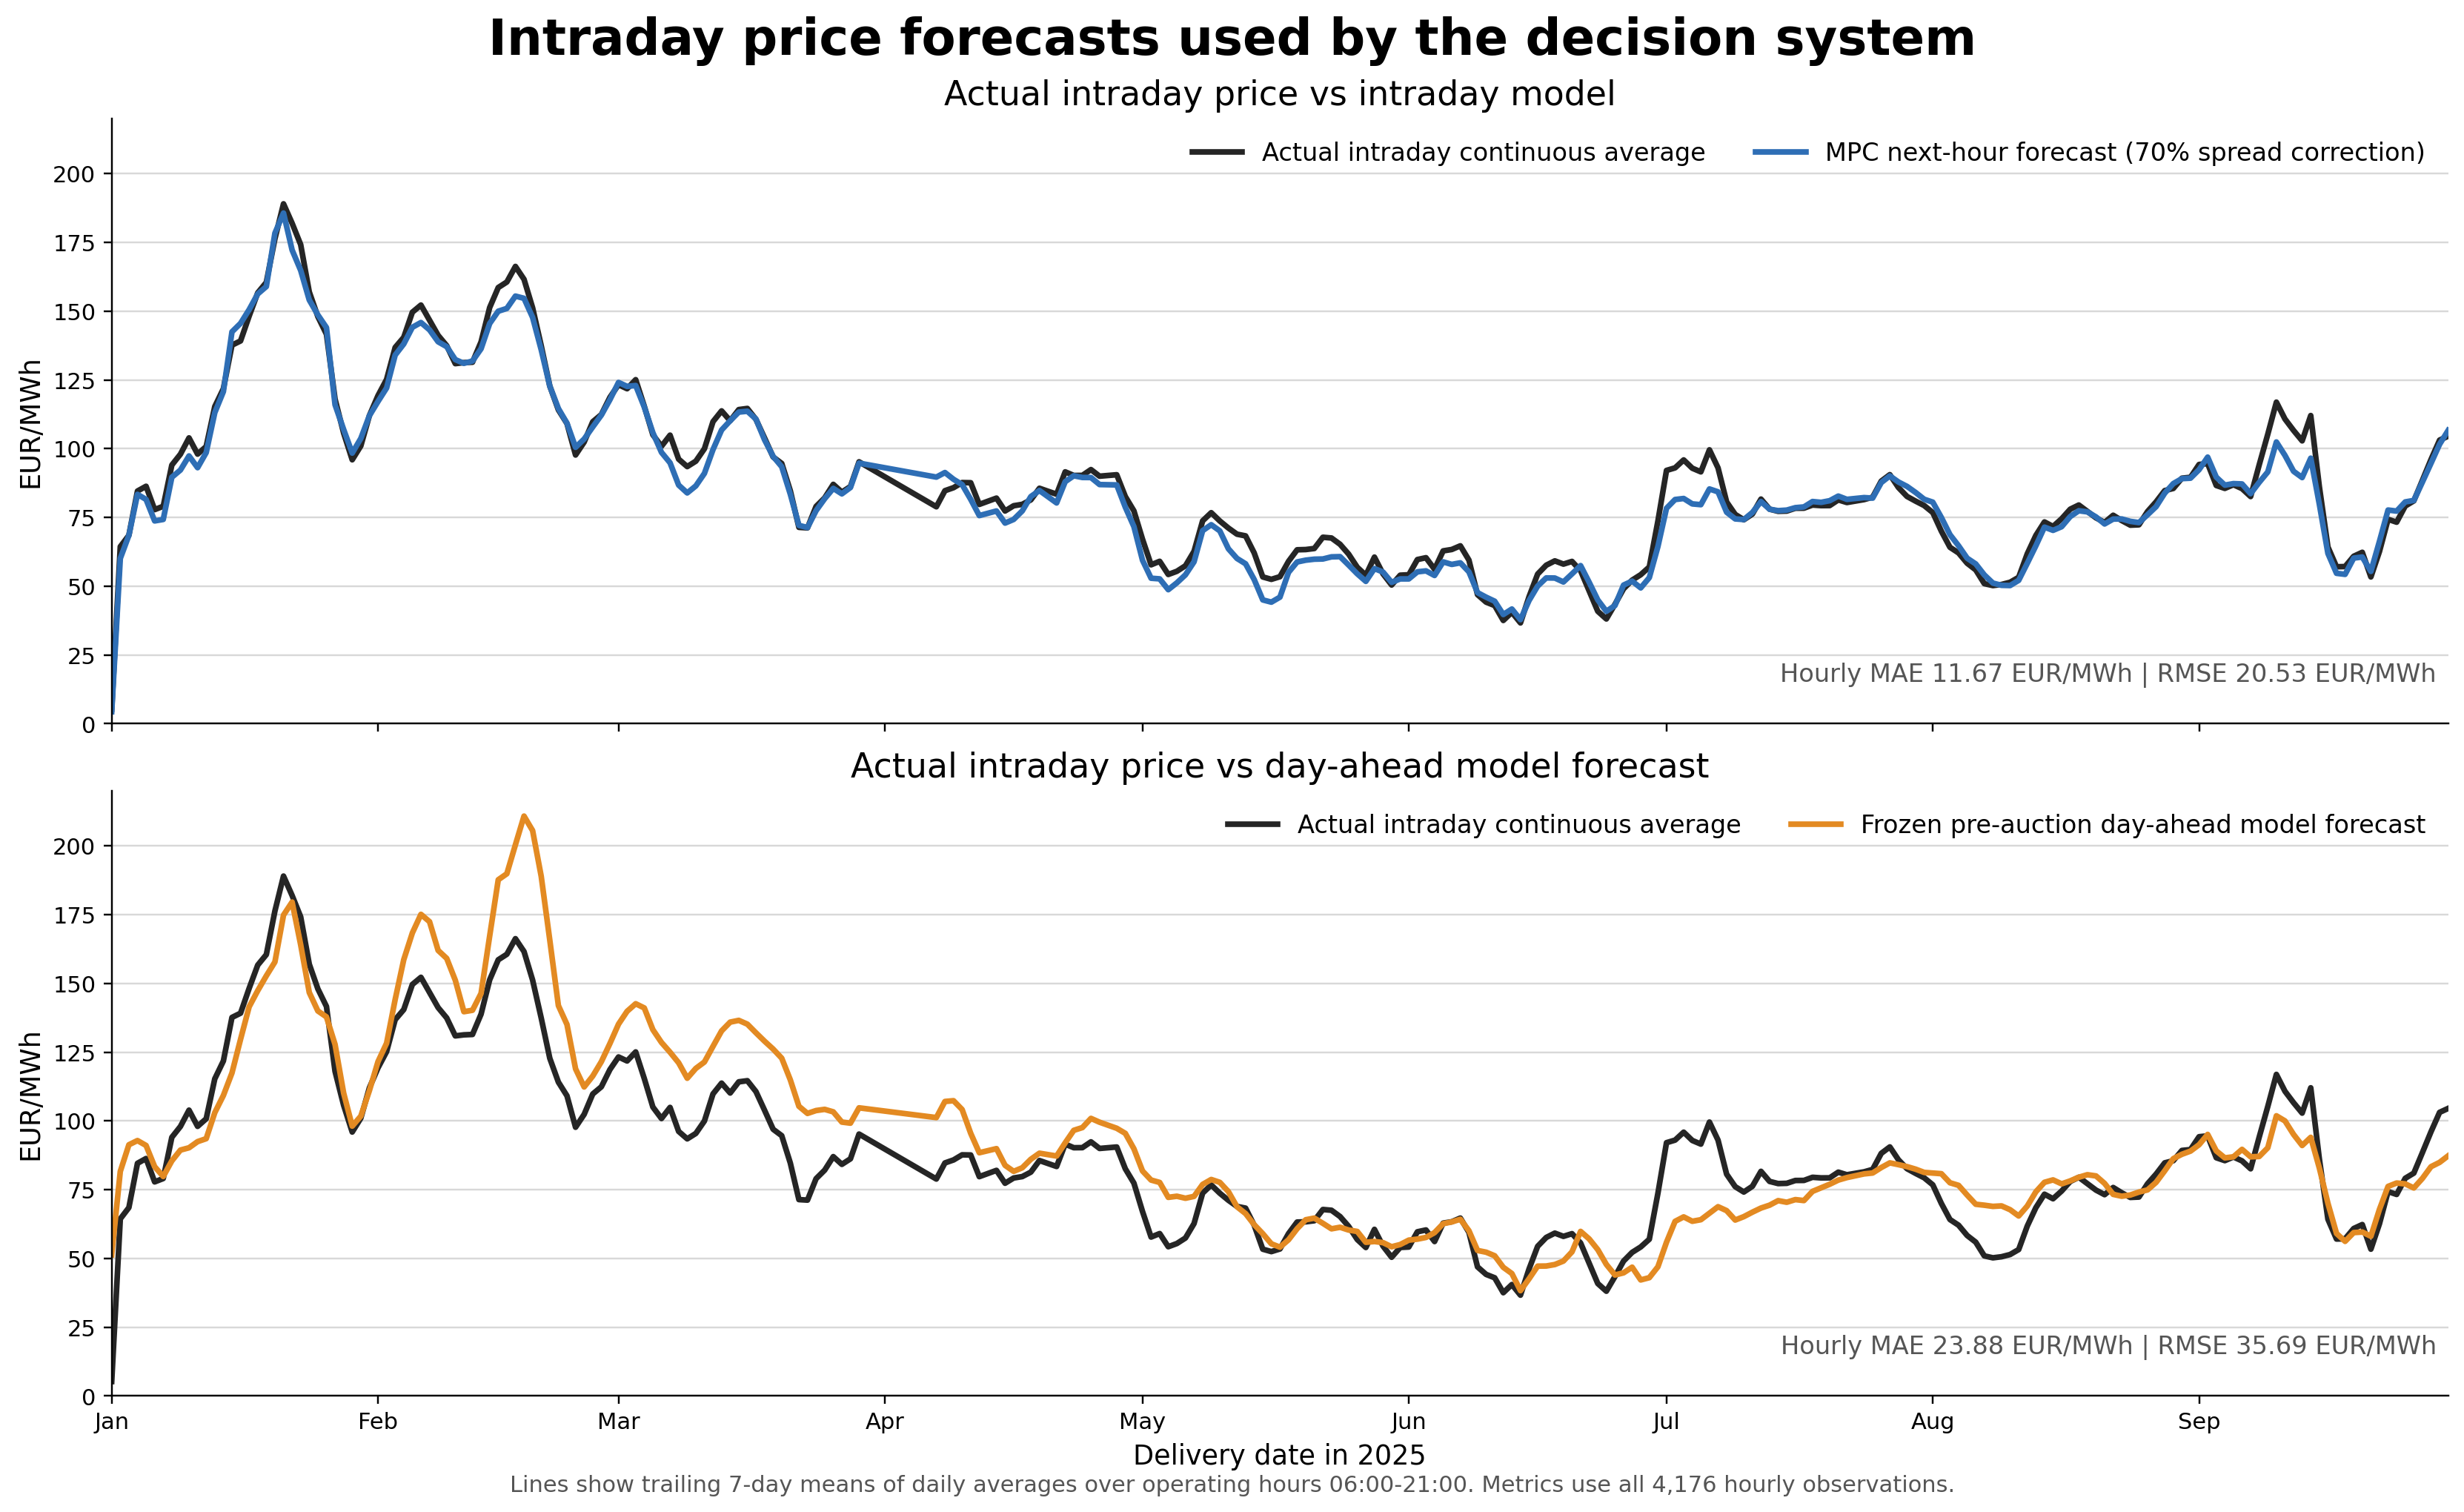 Intraday price forecasts used by the decision system
Actual intraday price vs intraday model
Actual intraday continuous average
MPC next-hour forecast (70% spread correction)
EUR/MWh
200
175
150
125
100
75
50
25
0
Hourly MAE 11.67 EUR/MWh | RMSE 20.53 EUR/MWh
Actual intraday price vs day-ahead model forecast
Actual intraday continuous average
Frozen pre-auction day-ahead model forecast
EUR/MWh
200
175
150
125
100
75
50
25
0
Hourly MAE 23.88 EUR/MWh | RMSE 35.69 EUR/MWh
Jan Feb Mar Apr May Jun Jul Aug Sep
Delivery date in 2025
Lines show trailing 7-day means of daily averages over operating hours 06:00-21:00. Metrics use all 4,176 hourly observations.